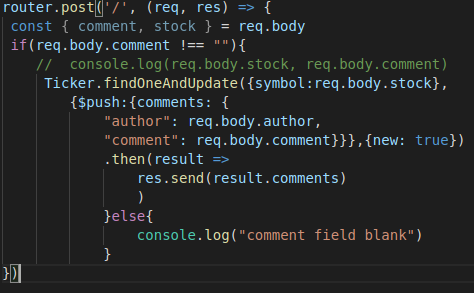 router.post('/', (req, res) => {
const { comment, stock } = req.body
if(req.body.comment !== ""){
// console.log(req.body.stock, req.body.comment)
Ticker.findOneAndUpdate({symbol:req.body.stock},
{$push:{comments: {
"author": req.body.author,
"comment": req.body.comment}}},{new: true})
.then(result =>
res.send(result.comments)
)
}else{
console.log("comment field blank")
}
})